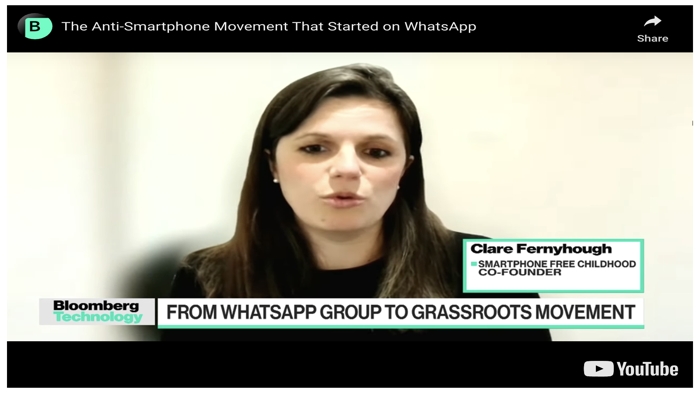 B
The Anti-Smartphone Movement That Started on WhatsApp
Share
Clare Fernyhough
SMARTPHONE FREE CHILDHOOD
CO-FOUNDER
Bloomberg
Technology
FROM WHATSAPP GROUP TO GRASSROOTS MOVEMENT
YouTube